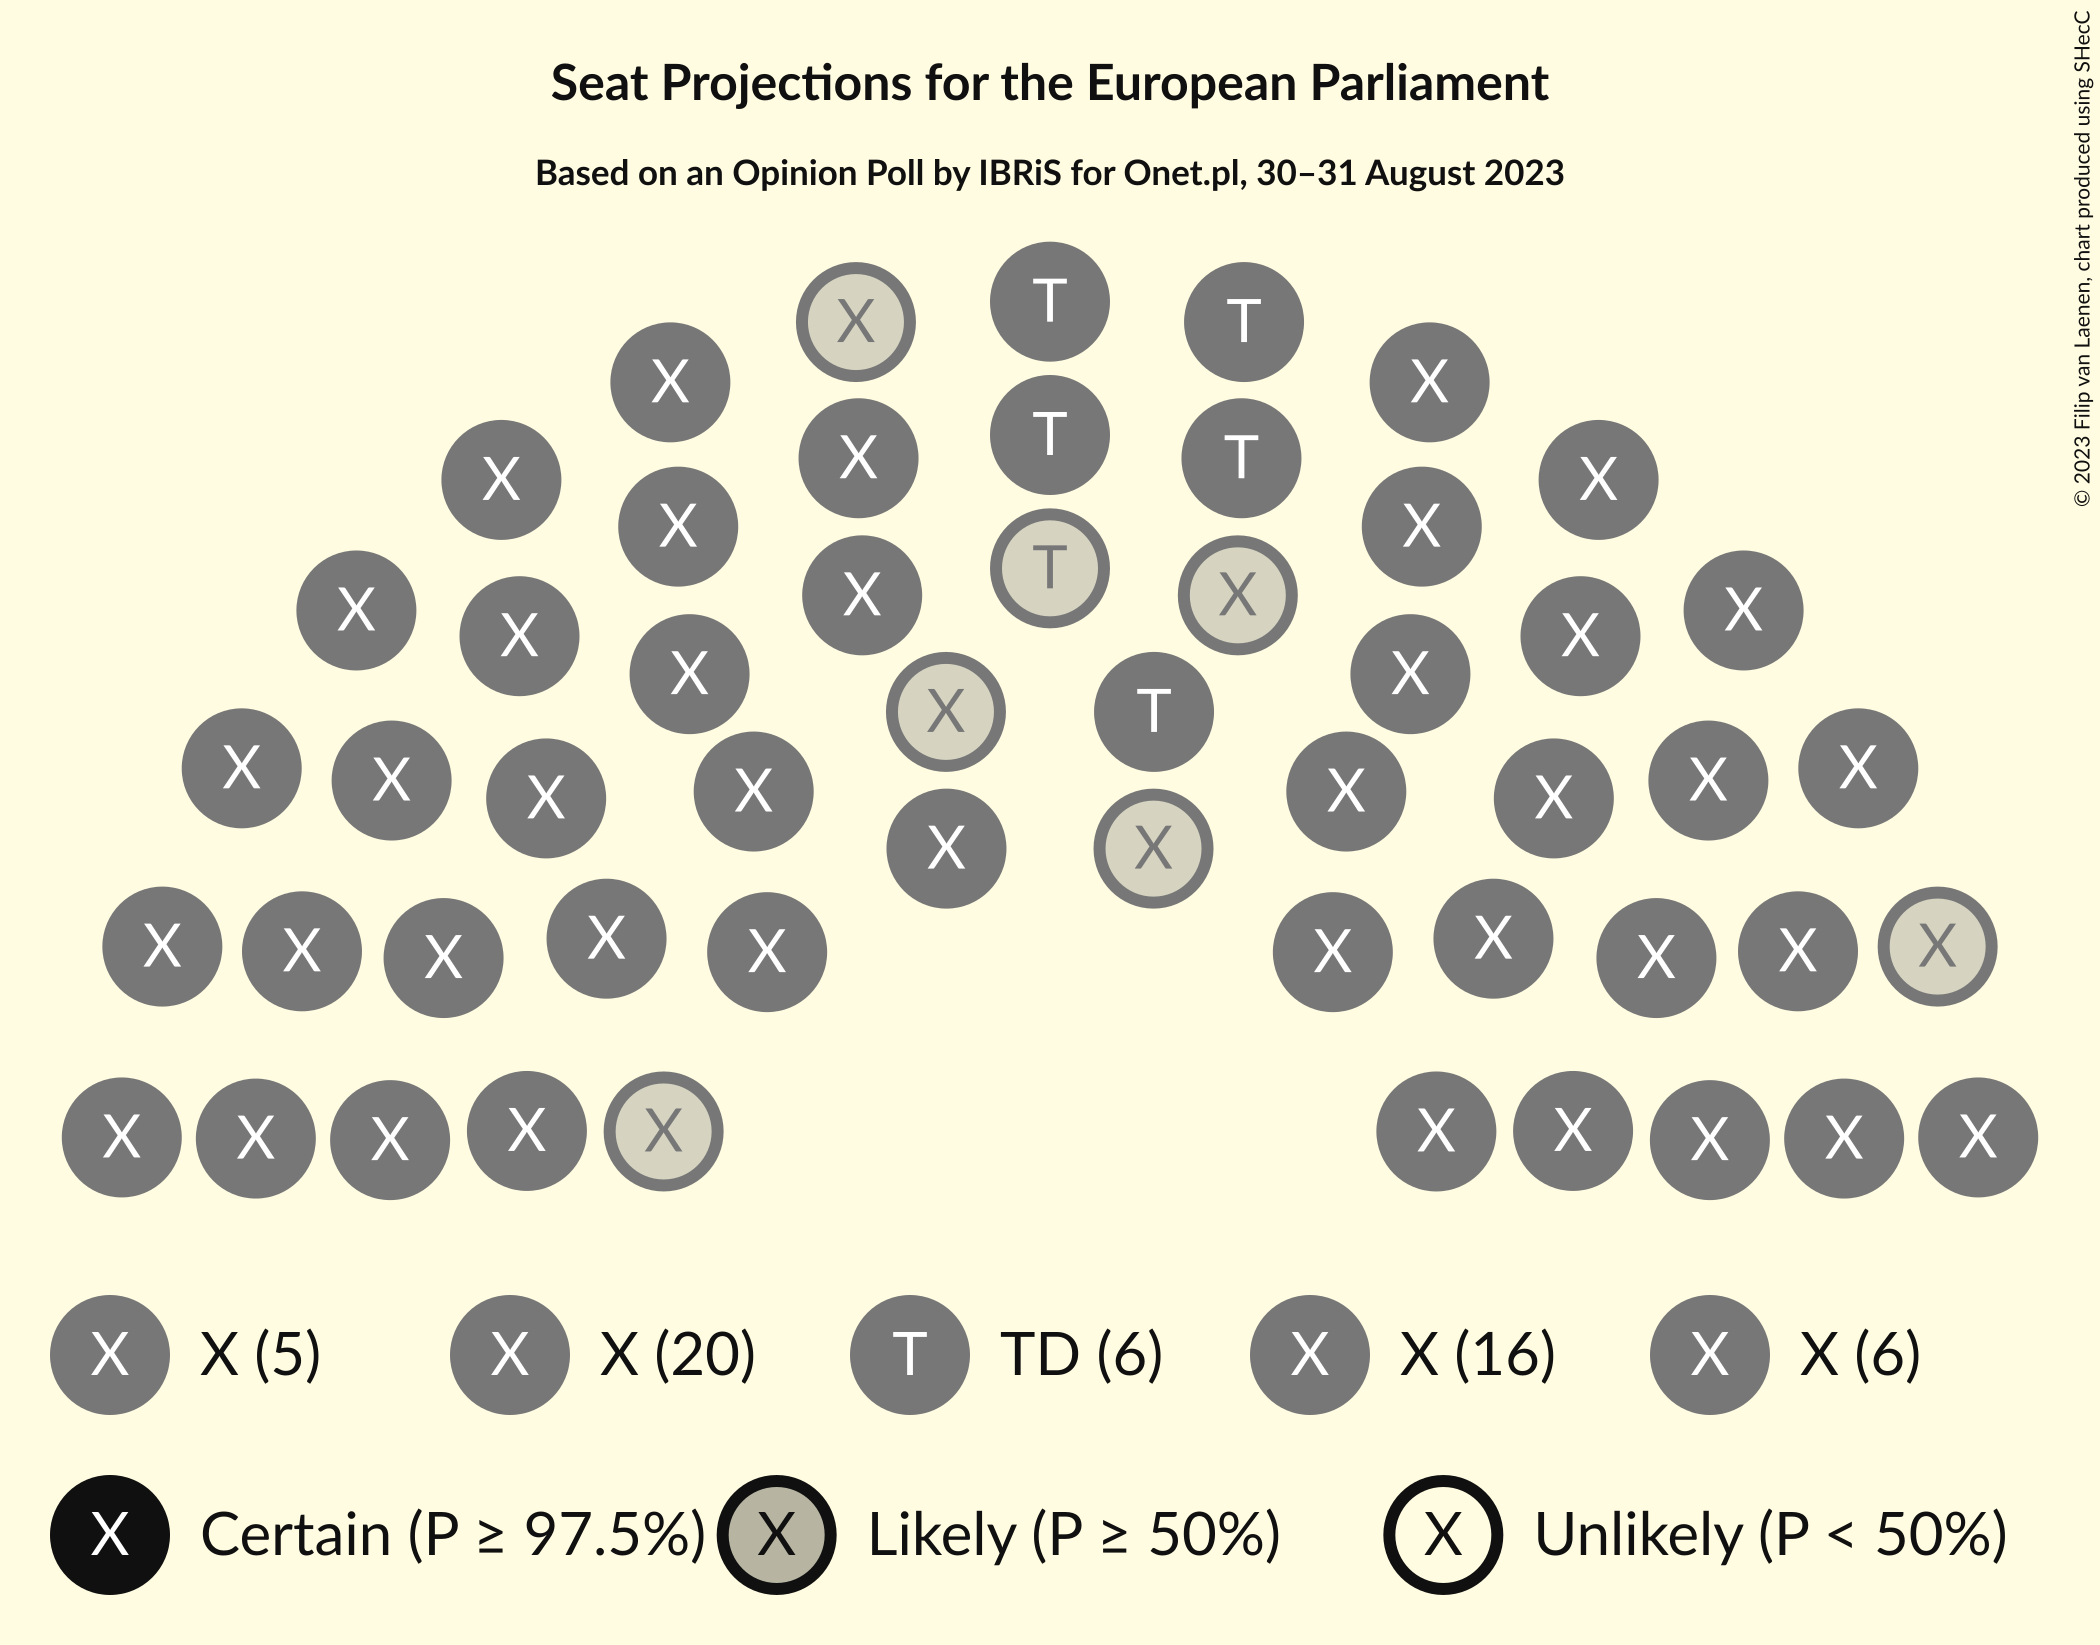 Seat Projections for the European Parliament
Based on an Opinion Poll by IBRiS for Onet.pl, 30–31 August 2023
© 2023 Filip van Laenen, chart produced using SHecC
X T T
X X
X T T X
X X X X
X T X
X X X X
X T
X X X X
X X X X
X X
X X X X
X X X X X X
X X X X
X X X X X X
X X X X
X X (5) X X (20) T TD (6) X X (16) X X (6)
X Certain (P ≥ 97.5%) X Likely (P ≥ 50%) X Unlikely (P < 50%)